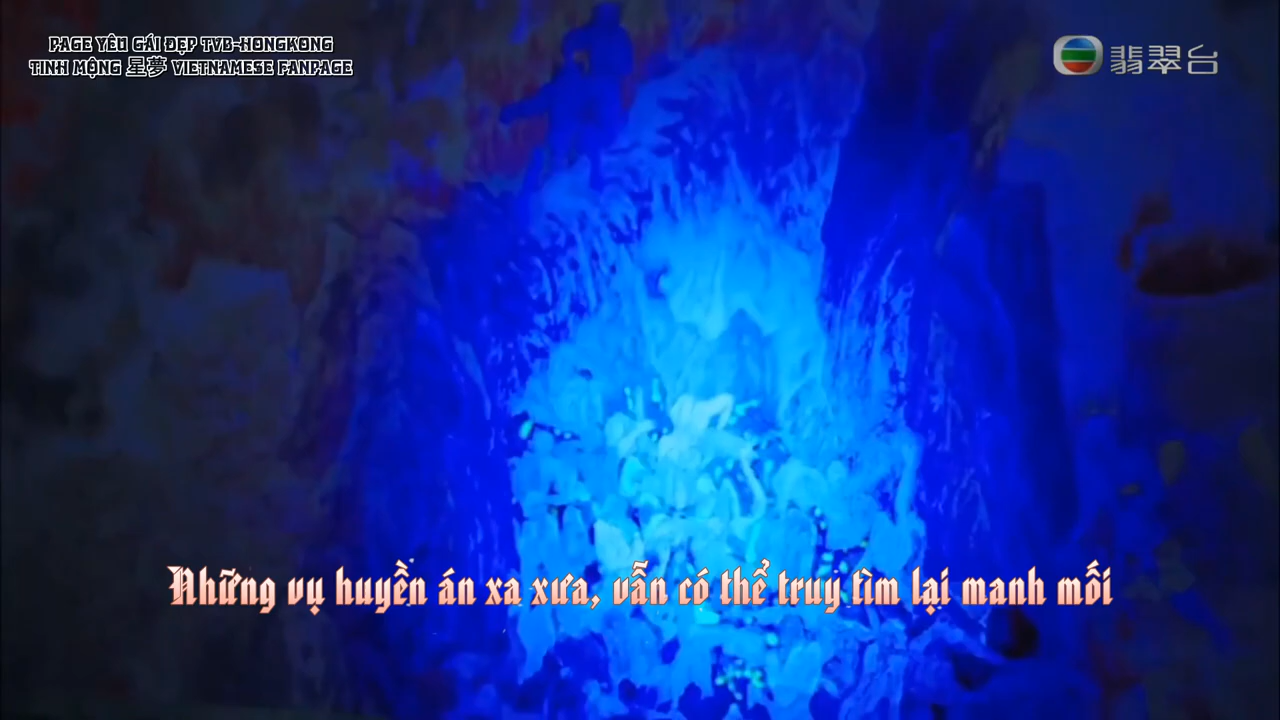 PAGE YÊU GÁI ĐẸP TVB-HONGKONG
TINH MỘNG 星夢 VIETNAMESE FANPAGE
翡翠台
Những vụ huyền án xa xưa, vẫn có thể truy tìm lại manh mối